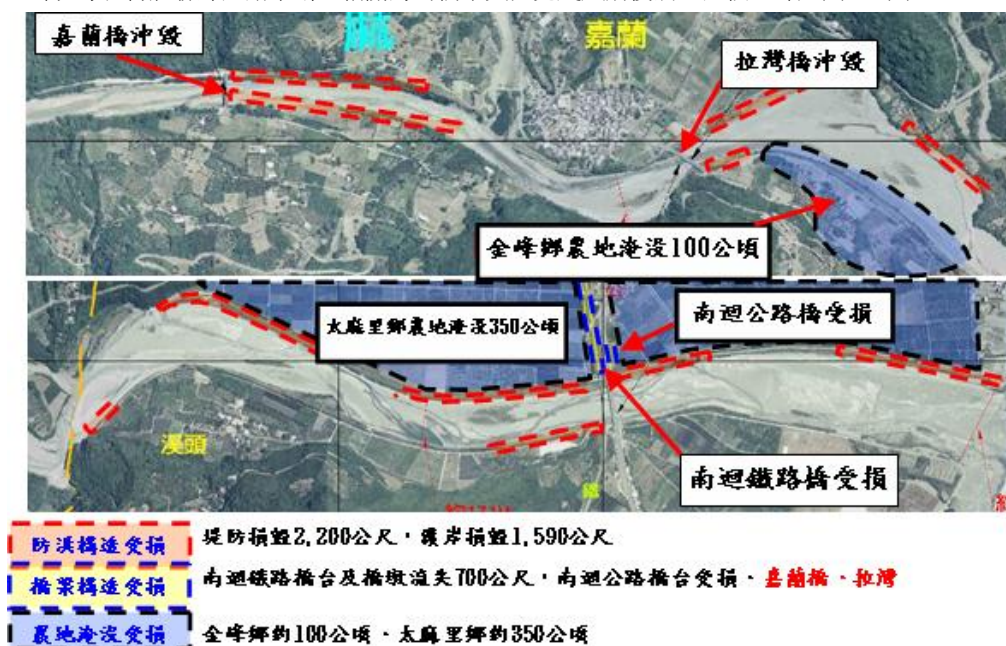 嘉蘭橋沖毀
嘉蘭
拉灣橋沖毀
金峰鄉農地淹沒100公頃
太麻里鄉農地淹沒350公頃
南迴公路橋受損
溪頭
南迴鐵路橋受損
防洪構造受損
堤防損毀2,200公尺，護岸損毀1,590公尺
橋梁構造受損
南迴鐵路橋台及橋墩流失700公尺，南迴公路橋台受損、嘉蘭橋、拉灣
農地淹沒受損
金峰鄉約100公頃、太麻里鄉約350公頃